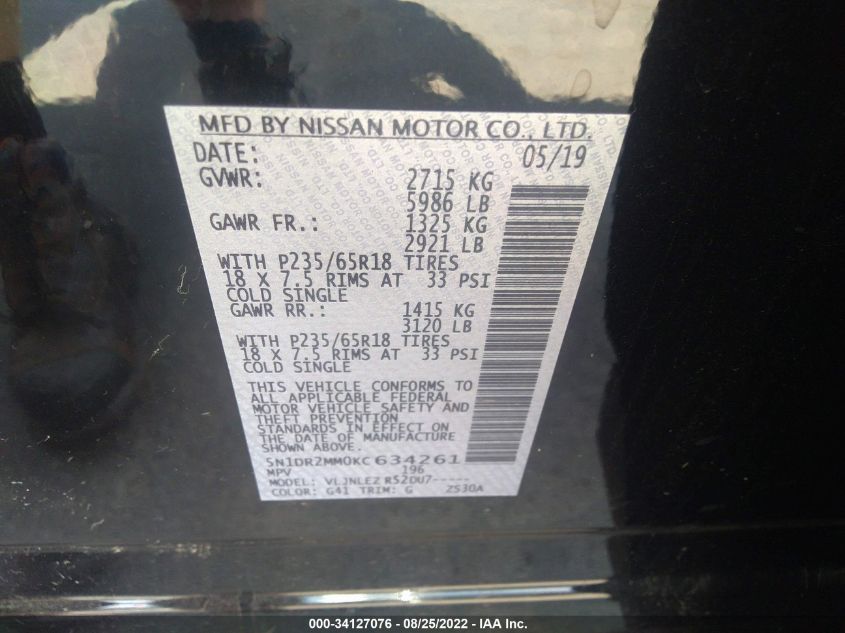 MFD BY NISSAN MOTOR CO., LTD.
DATE: 05/19
GVWR: 2715 KG
5986 LB
GAWR FR.: 1325 KG
2921 LB
WITH P235/65R18 TIRES
18 X 7.5 RIMS AT 33 PSI
COLD SINGLE
GAWR RR.: 1415 KG
3120 LB
WITH P235/65R18 TIRES
18 X 7.5 RIMS AT 33 PSI
COLD SINGLE
THIS VEHICLE CONFORMS TO
ALL APPLICABLE FEDERAL
MOTOR VEHICLE SAFETY AND
THEFT PREVENTION
STANDARDS IN EFFECT ON
THE DATE OF MANUFACTURE
SHOWN ABOVE.
5N1DR2MM0KC634261
MPV 196
MODEL: VLJNLEZ R52DU7-----
COLOR: G41 TRIM: G ZS30A
000-34127076 - 08/25/2022 - IAA Inc.